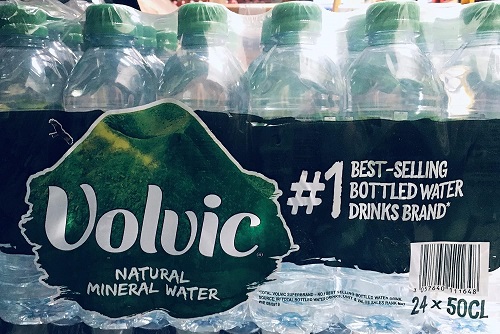 Volvic
NATURAL
MINERAL WATER
#1 BEST-SELLING
BOTTLED WATER
DRINKS BRAND*
24 x 50CL